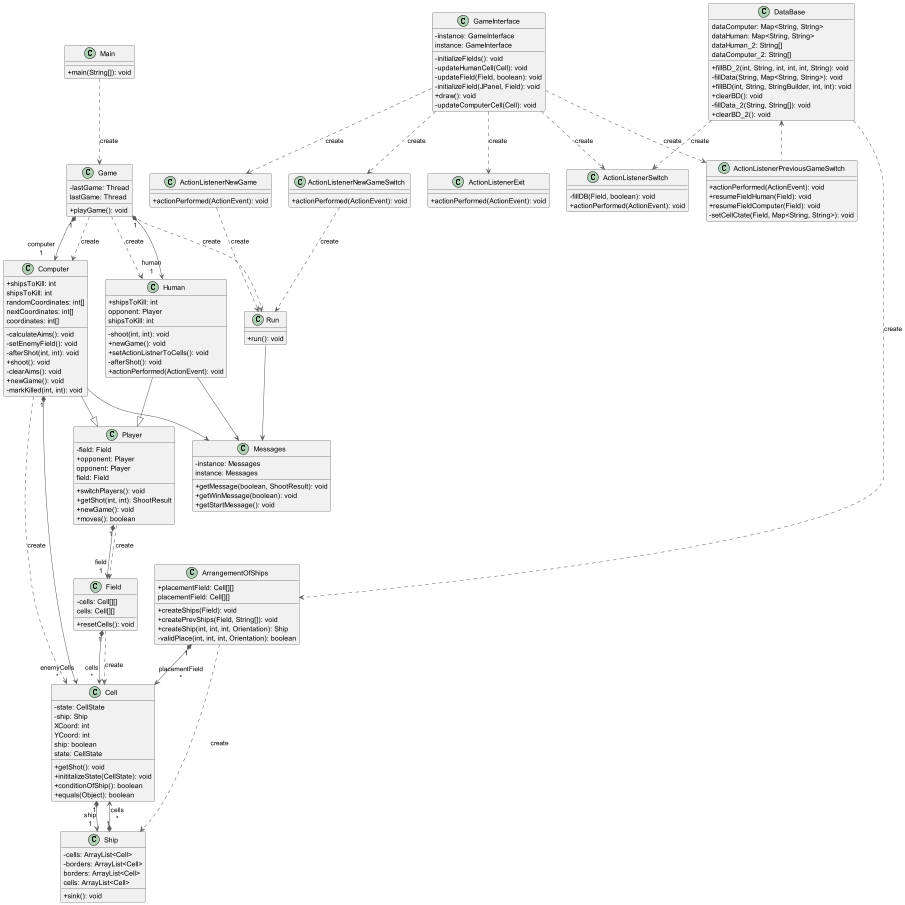 C Main
+main(String[]): void
create
C GameInterface
-instance: GameInterface
instance: GameInterface
-initializeFields(): void
-updateHumanCell(Cell): void
-updateField(Field, boolean): void
-initializeField(JPanel, Field): void
+draw(): void
-updateComputerCell(Cell): void
C DataBase
dataComputer: Map<String, String>
dataHuman: Map<String, String>
dataHuman_2: String[]
dataComputer_2: String[]
+fillBD_2(int, String, int, int, int, String): void
-fillData(String, Map<String, String>): void
+fillBD(int, String, StringBuilder, int, int): void
+clearBD(): void
-fillData_2(String, String[]): void
+clearBD_2(): void
create
create
create
create
create
create
create
C Game
-lastGame: Thread
lastGame: Thread
+playGame(): void
C ActionListenerNewGame
+actionPerformed(ActionEvent): void
C ActionListenerNewGameSwitch
+actionPerformed(ActionEvent): void
C ActionListenerExit
+actionPerformed(ActionEvent): void
C ActionListenerSwitch
-fillDB(Field, boolean): void
+actionPerformed(ActionEvent): void
C ActionListenerPreviousGameSwitch
+actionPerformed(ActionEvent): void
+resumeFieldHuman(Field): void
+resumeFieldComputer(Field): void
-setCellCtate(Field, Map<String, String>): void
1
1
computer
1
create
create
human
1
create
create
create
C Computer
+shipsToKill: int
shipsToKill: int
randomCoordinates: int[]
nextCoordinates: int[]
coordinates: int[]
-calculateAims(): void
-setEnemyField(): void
-afterShot(int, int): void
+shoot(): void
-clearAims(): void
+newGame(): void
-markKilled(int, int): void
C Human
+shipsToKill: int
opponent: Player
shipsToKill: int
-shoot(int, int): void
+newGame(): void
+setActionListnerToCells(): void
-afterShot(): void
+actionPerformed(ActionEvent): void
C Run
+run(): void
1
C Player
-field: Field
+opponent: Player
opponent: Player
field: Field
+switchPlayers(): void
+getShot(int, int): ShootResult
+newGame(): void
+moves(): boolean
C Messages
-instance: Messages
instance: Messages
+getMessage(boolean, ShootResult): void
+getWinMessage(boolean): void
+getStartMessage(): void
create
1
create
field
1
C Field
-cells: Cell[][]
cells: Cell[][]
+resetCells(): void
C ArrangementOfShips
+placementField: Cell[][]
placementField: Cell[][]
+createShips(Field): void
+createPrevShips(Field, String[]): void
+createShip(int, int, int, Orientation): Ship
-validPlace(int, int, int, Orientation): boolean
1
1
enemyCells
*
cells
*
create
placementField
*
create
C Cell
-state: CellState
-ship: Ship
XCoord: int
YCoord: int
ship: boolean
state: CellState
+getShot(): void
+inititalizeState(CellState): void
+conditionOfShip(): boolean
+equals(Object): boolean
1
ship
1
cells
*
1
C Ship
-cells: ArrayList<Cell>
-borders: ArrayList<Cell>
borders: ArrayList<Cell>
cells: ArrayList<Cell>
+sink(): void